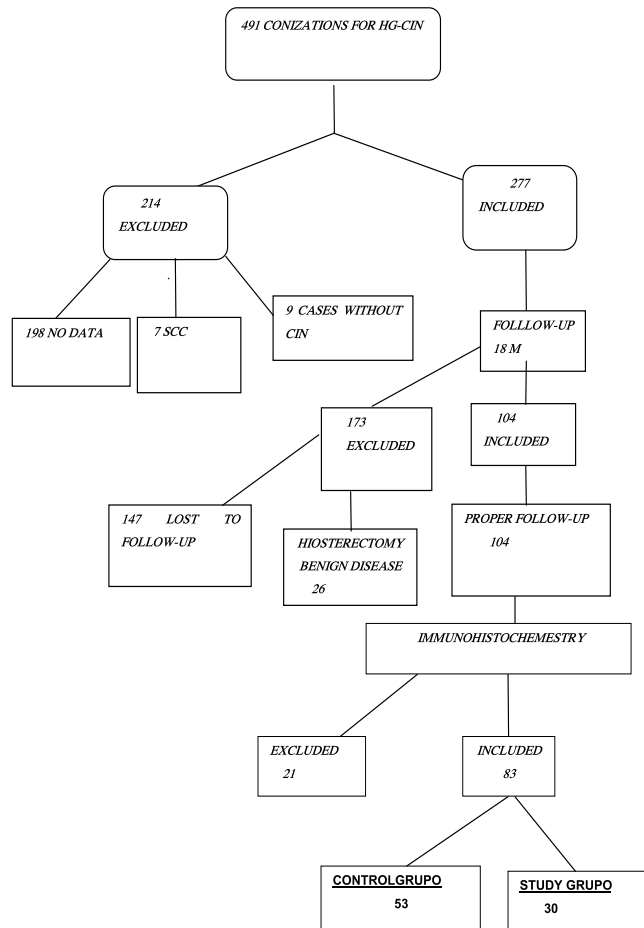 491 CONIZATIONS FOR HG-CIN
214
EXCLUDED
277
INCLUDED
198 NO DATA
7 SCC
9 CASES WITHOUT
CIN
FOLLLOW-UP
18 M
173
EXCLUDED
104
INCLUDED
147 LOST TO
FOLLOW-UP
HIOSTERECTOMY
BENIGN DISEASE
26
PROPER FOLLOW-UP
104
IMMUNOHISTOCHEMESTRY
EXCLUDED
21
INCLUDED
83
CONTROLGRUPO
53
STUDY GRUPO
30